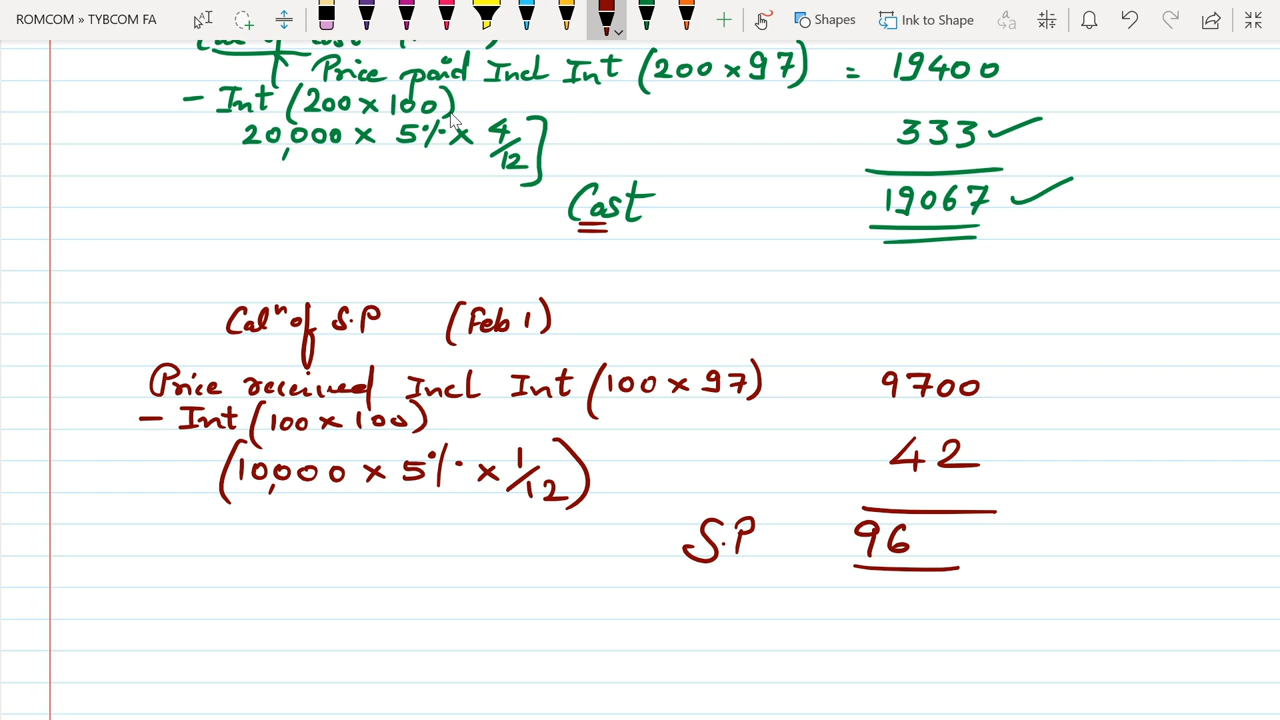 ROMCOM » TYBCOM FA
Shapes
Ink to Shape
Price paid Incl Int (200 x 97) = 19400
- Int (200 x 100)
20,000 x 5% x 4/12] 333
Cost 19067
Calⁿ of S.P (Feb 1)
Price received Incl Int (100 x 97) 9700
- Int (100 x 100)
(10,000 x 5% x 1/12) 42
S.P 96